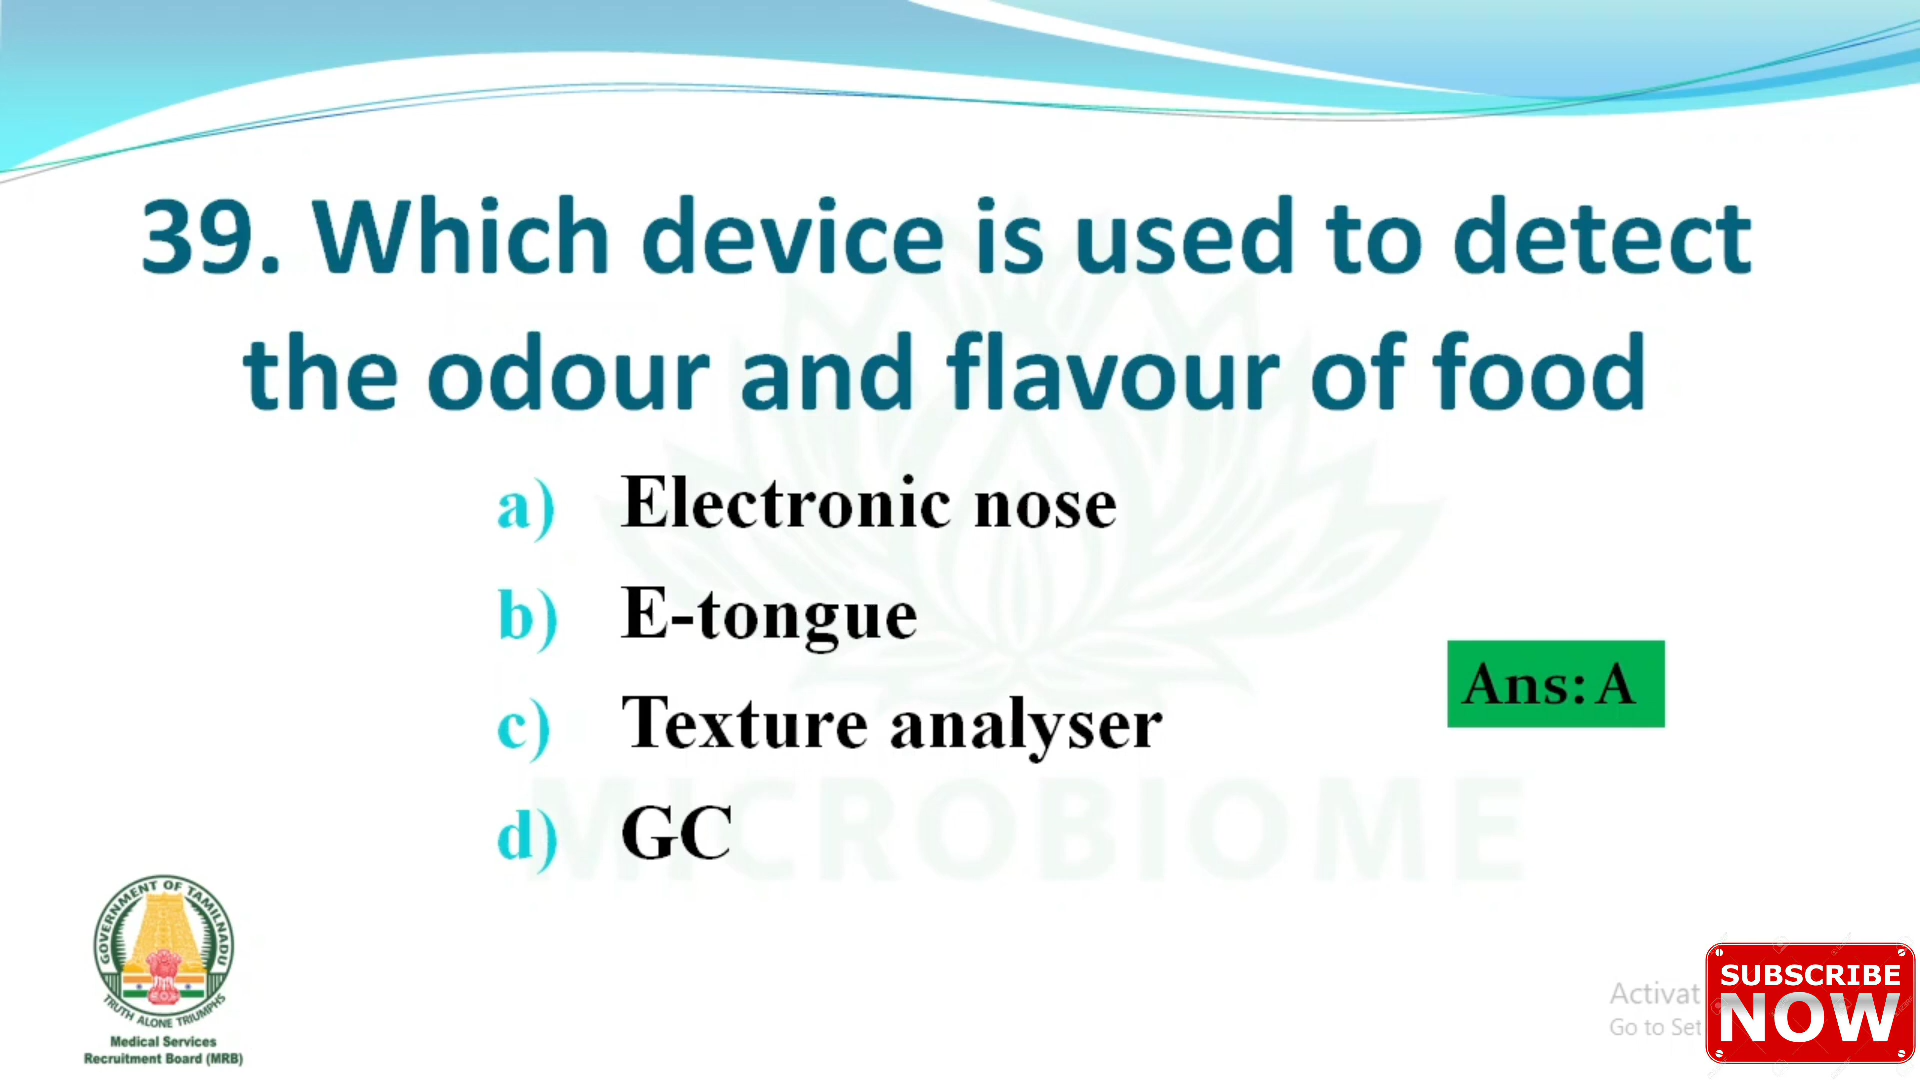 39. Which device is used to detect
the odour and flavour of food
a) Electronic nose
b) E-tongue
Ans: A
c) Texture analyser
d) GC
MICROBIOME
GOVERNMENT OF TAMILNADU
TRUTH ALONE TRIUMPHS
Medical Services
Recruitment Board (MRB)
Activat
Go to Set
SUBSCRIBE
NOW